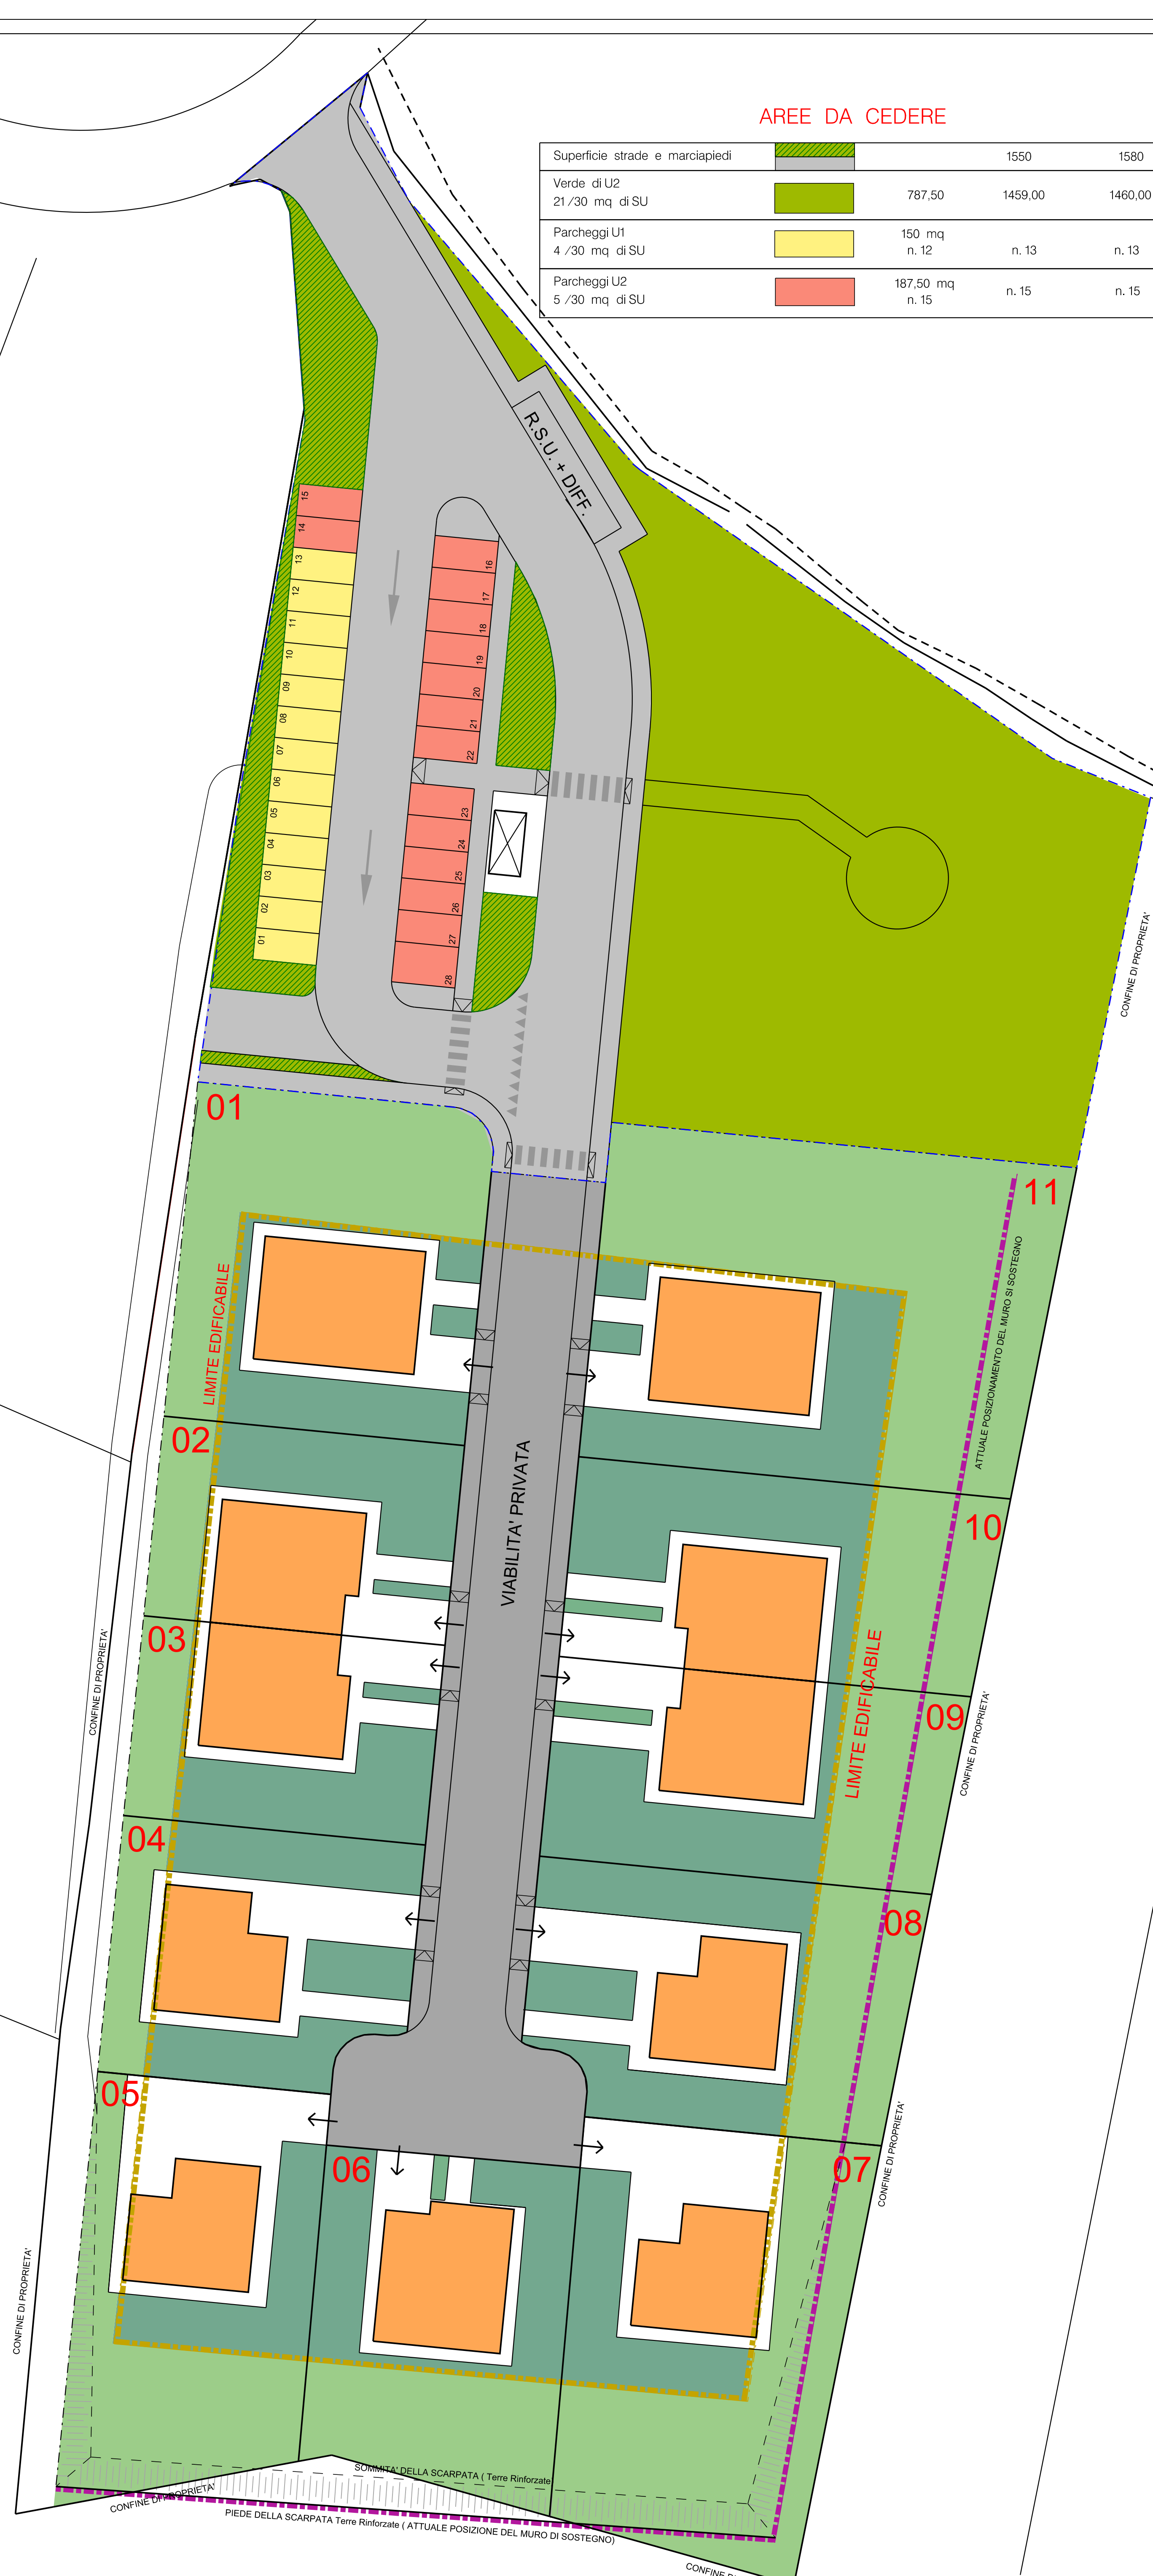 AREE DA CEDERE
Superficie strade e marciapiedi 1550 1580
Verde di U2
21/30 mq di SU 787,50 1459,00 1460,00
Parcheggi U1 150 mq
4 /30 mq di SU n. 12 n. 13 n. 13
Parcheggi U2 187,50 mq
5 /30 mq di SU n. 15 n. 15 n. 15
R.S.U. + DIFF.
15
14
13
12
11
10
09
08
07
06
05
04
03
02
01
16
17
18
19
20
21
22
23
24
25
26
27
28
CONFINE DI PROPRIETA'
01
11
LIMITE EDIFICABILE
ATTUALE POSIZIONAMENTO DEL MURO SI SOSTEGNO
02
VIABILITA' PRIVATA
10
03
CONFINE DI PROPRIETA'
LIMITE EDIFICABILE
09
CONFINE DI PROPRIETA'
04
08
05
06
07
CONFINE DI PROPRIETA'
CONFINE DI PROPRIETA'
SOMMITA' DELLA SCARPATA ( Terre Rinforzate
CONFINE DI PROPRIETA'
PIEDE DELLA SCARPATA Terre Rinforzate ( ATTUALE POSIZIONE DEL MURO DI SOSTEGNO)
CONFINE